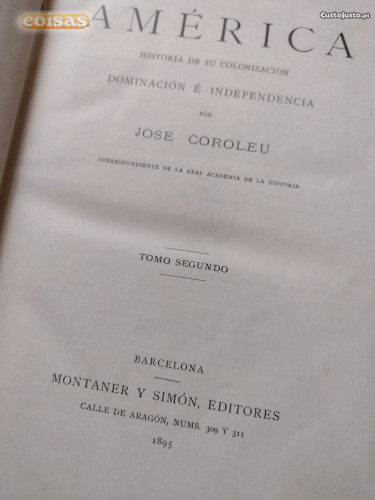 coisas
CustoJusto.pt
AMÉRICA
HISTORIA DE SU COLONIZACIÓN
DOMINACIÓN É INDEPENDENCIA
POR
JOSE COROLEU
CORRESPONDIENTE DE LA REAL ACADEMIA DE LA HISTORIA
TOMO SEGUNDO
BARCELONA
MONTANER Y SIMÓN, EDITORES
CALLE DE ARAGÓN, NUMS. 309 Y 311
1895